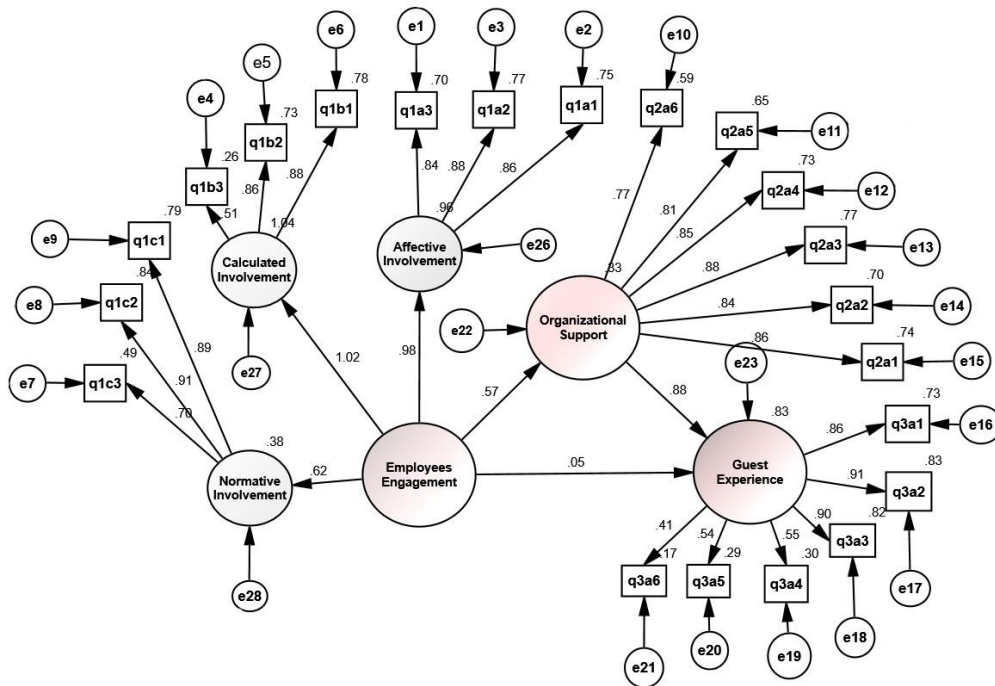 e6
e1
e3
e2
e10
e5
.78
.70
.77
.75
.59
e4
.73
q1b1
q1a3
q1a2
q1a1
q2a6
.65
q1b2
q2a5
e11
.26
.88
.84
.88
.86
.77
.73
q1b3
.86
.81
q2a4
e12
.79
.51
1.04
.96
.85
.77
e9
q1c1
Calculated
Involvement
Affective
Involvement
e26
.88
q2a3
e13
.84
.33
.70
e8
q1c2
.84
q2a2
e14
Organizational
Support
e22
.86
.74
.49
.89
1.02
.98
e23
q2a1
e15
e7
q1c3
.91
e27
.57
.88
.73
.70
.83
.86
q3a1
e16
.38
Normative
Involvement
.62
Employees
Engagement
.05
Guest
Experience
.91
.83
q3a2
.41
.54
.55
.90
.82
q3a3
.17
.29
.30
q3a6
q3a5
q3a4
e17
e28
e18
e21
e20
e19